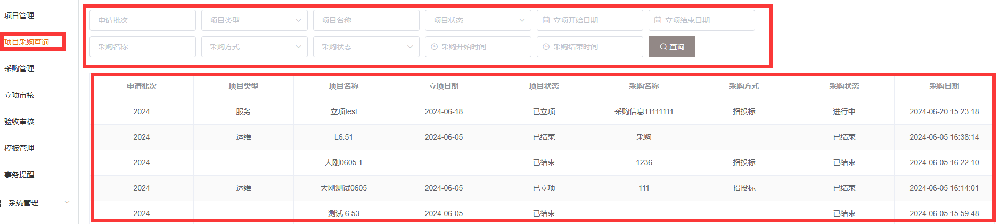 项目管理
项目采购查询
采购管理
立项审核
验收审核
模板管理
事务提醒
系统管理
申请批次 项目类型 项目名称 项目状态 立项开始日期 立项结束日期
采购名称 采购方式 采购状态 采购开始时间 采购结束时间 查询
申请批次 项目类型 项目名称 立项日期 项目状态 采购名称 采购方式 采购状态 采购日期
2024 服务 立项test 2024-06-18 已立项 采购信息11111111 招投标 进行中 2024-06-20 15:23:18
2024 运维 L6.51 2024-06-05 已结束 采购 已结束 2024-06-05 16:38:14
2024 大刚0605.1 已结束 1236 招投标 已结束 2024-06-05 16:22:10
2024 运维 大刚测试0605 2024-06-05 已立项 111 招投标 已结束 2024-06-05 16:14:01
2024 测试 6.53 2024-06-05 已结束 已结束 2024-06-05 15:59:48